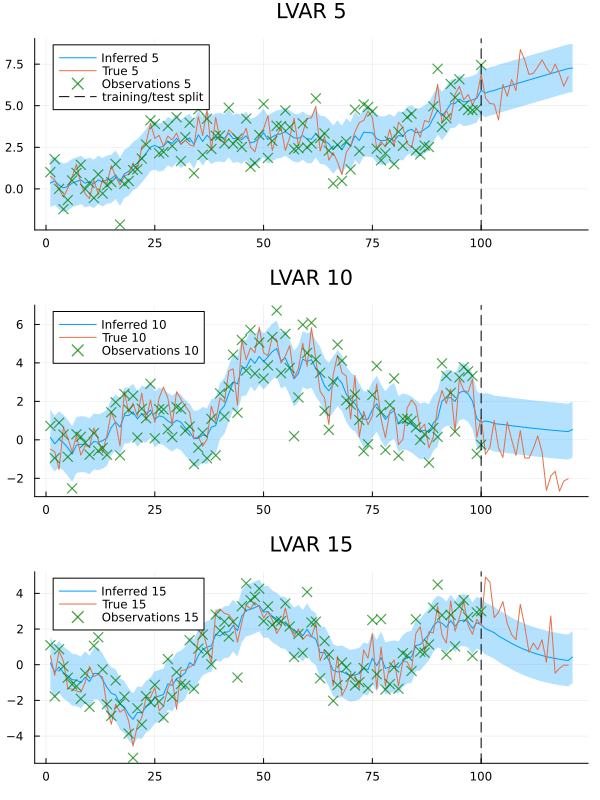 LVAR 5
7.5
5.0
2.5
0.0
Inferred 5
True 5
Observations 5
training/test split
0 25 50 75 100
LVAR 10
6
4
2
0
−2
Inferred 10
True 10
Observations 10
0 25 50 75 100
LVAR 15
4
2
0
−2
−4
Inferred 15
True 15
Observations 15
0 25 50 75 100